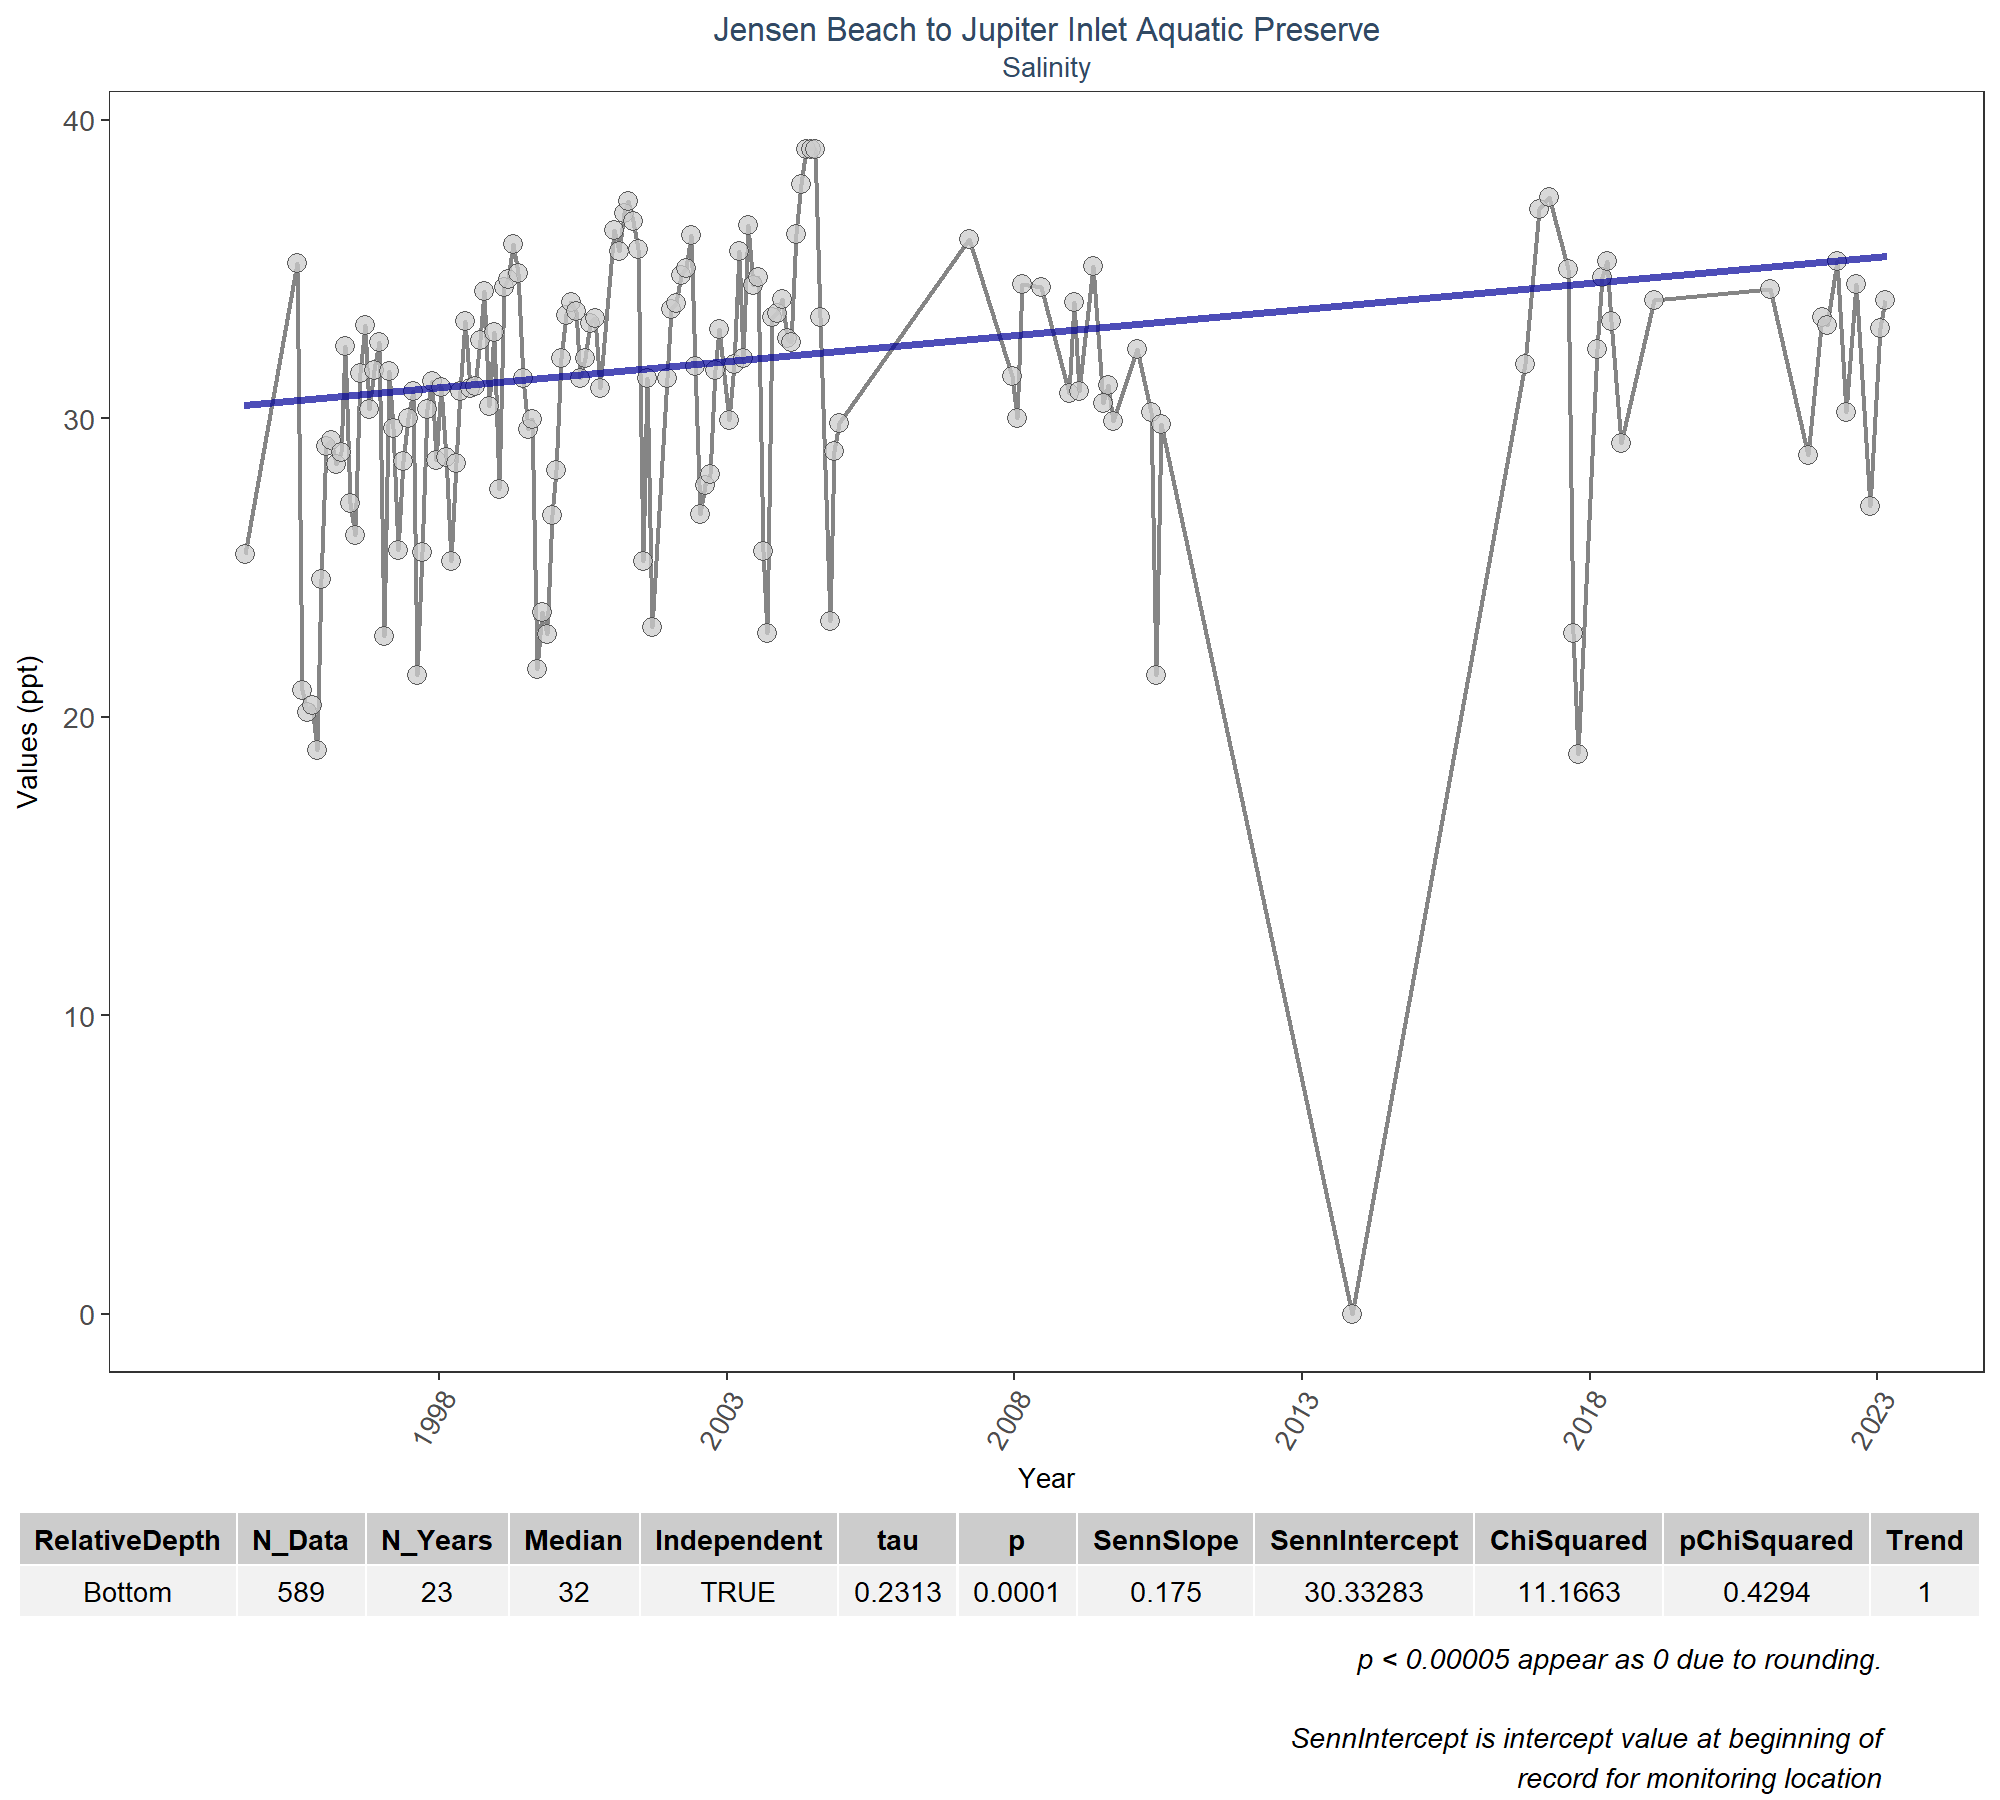 Jensen Beach to Jupiter Inlet Aquatic Preserve
Salinity
Values (ppt)
40
30
20
10
0
1998 2003 2008 2013 2018 2023
Year
RelativeDepth N_Data N_Years Median Independent tau p SennSlope SennIntercept ChiSquared pChiSquared Trend
Bottom 589 23 32 TRUE 0.2313 0.0001 0.175 30.33283 11.1663 0.4294 1
p < 0.00005 appear as 0 due to rounding.
SennIntercept is intercept value at beginning of
record for monitoring location